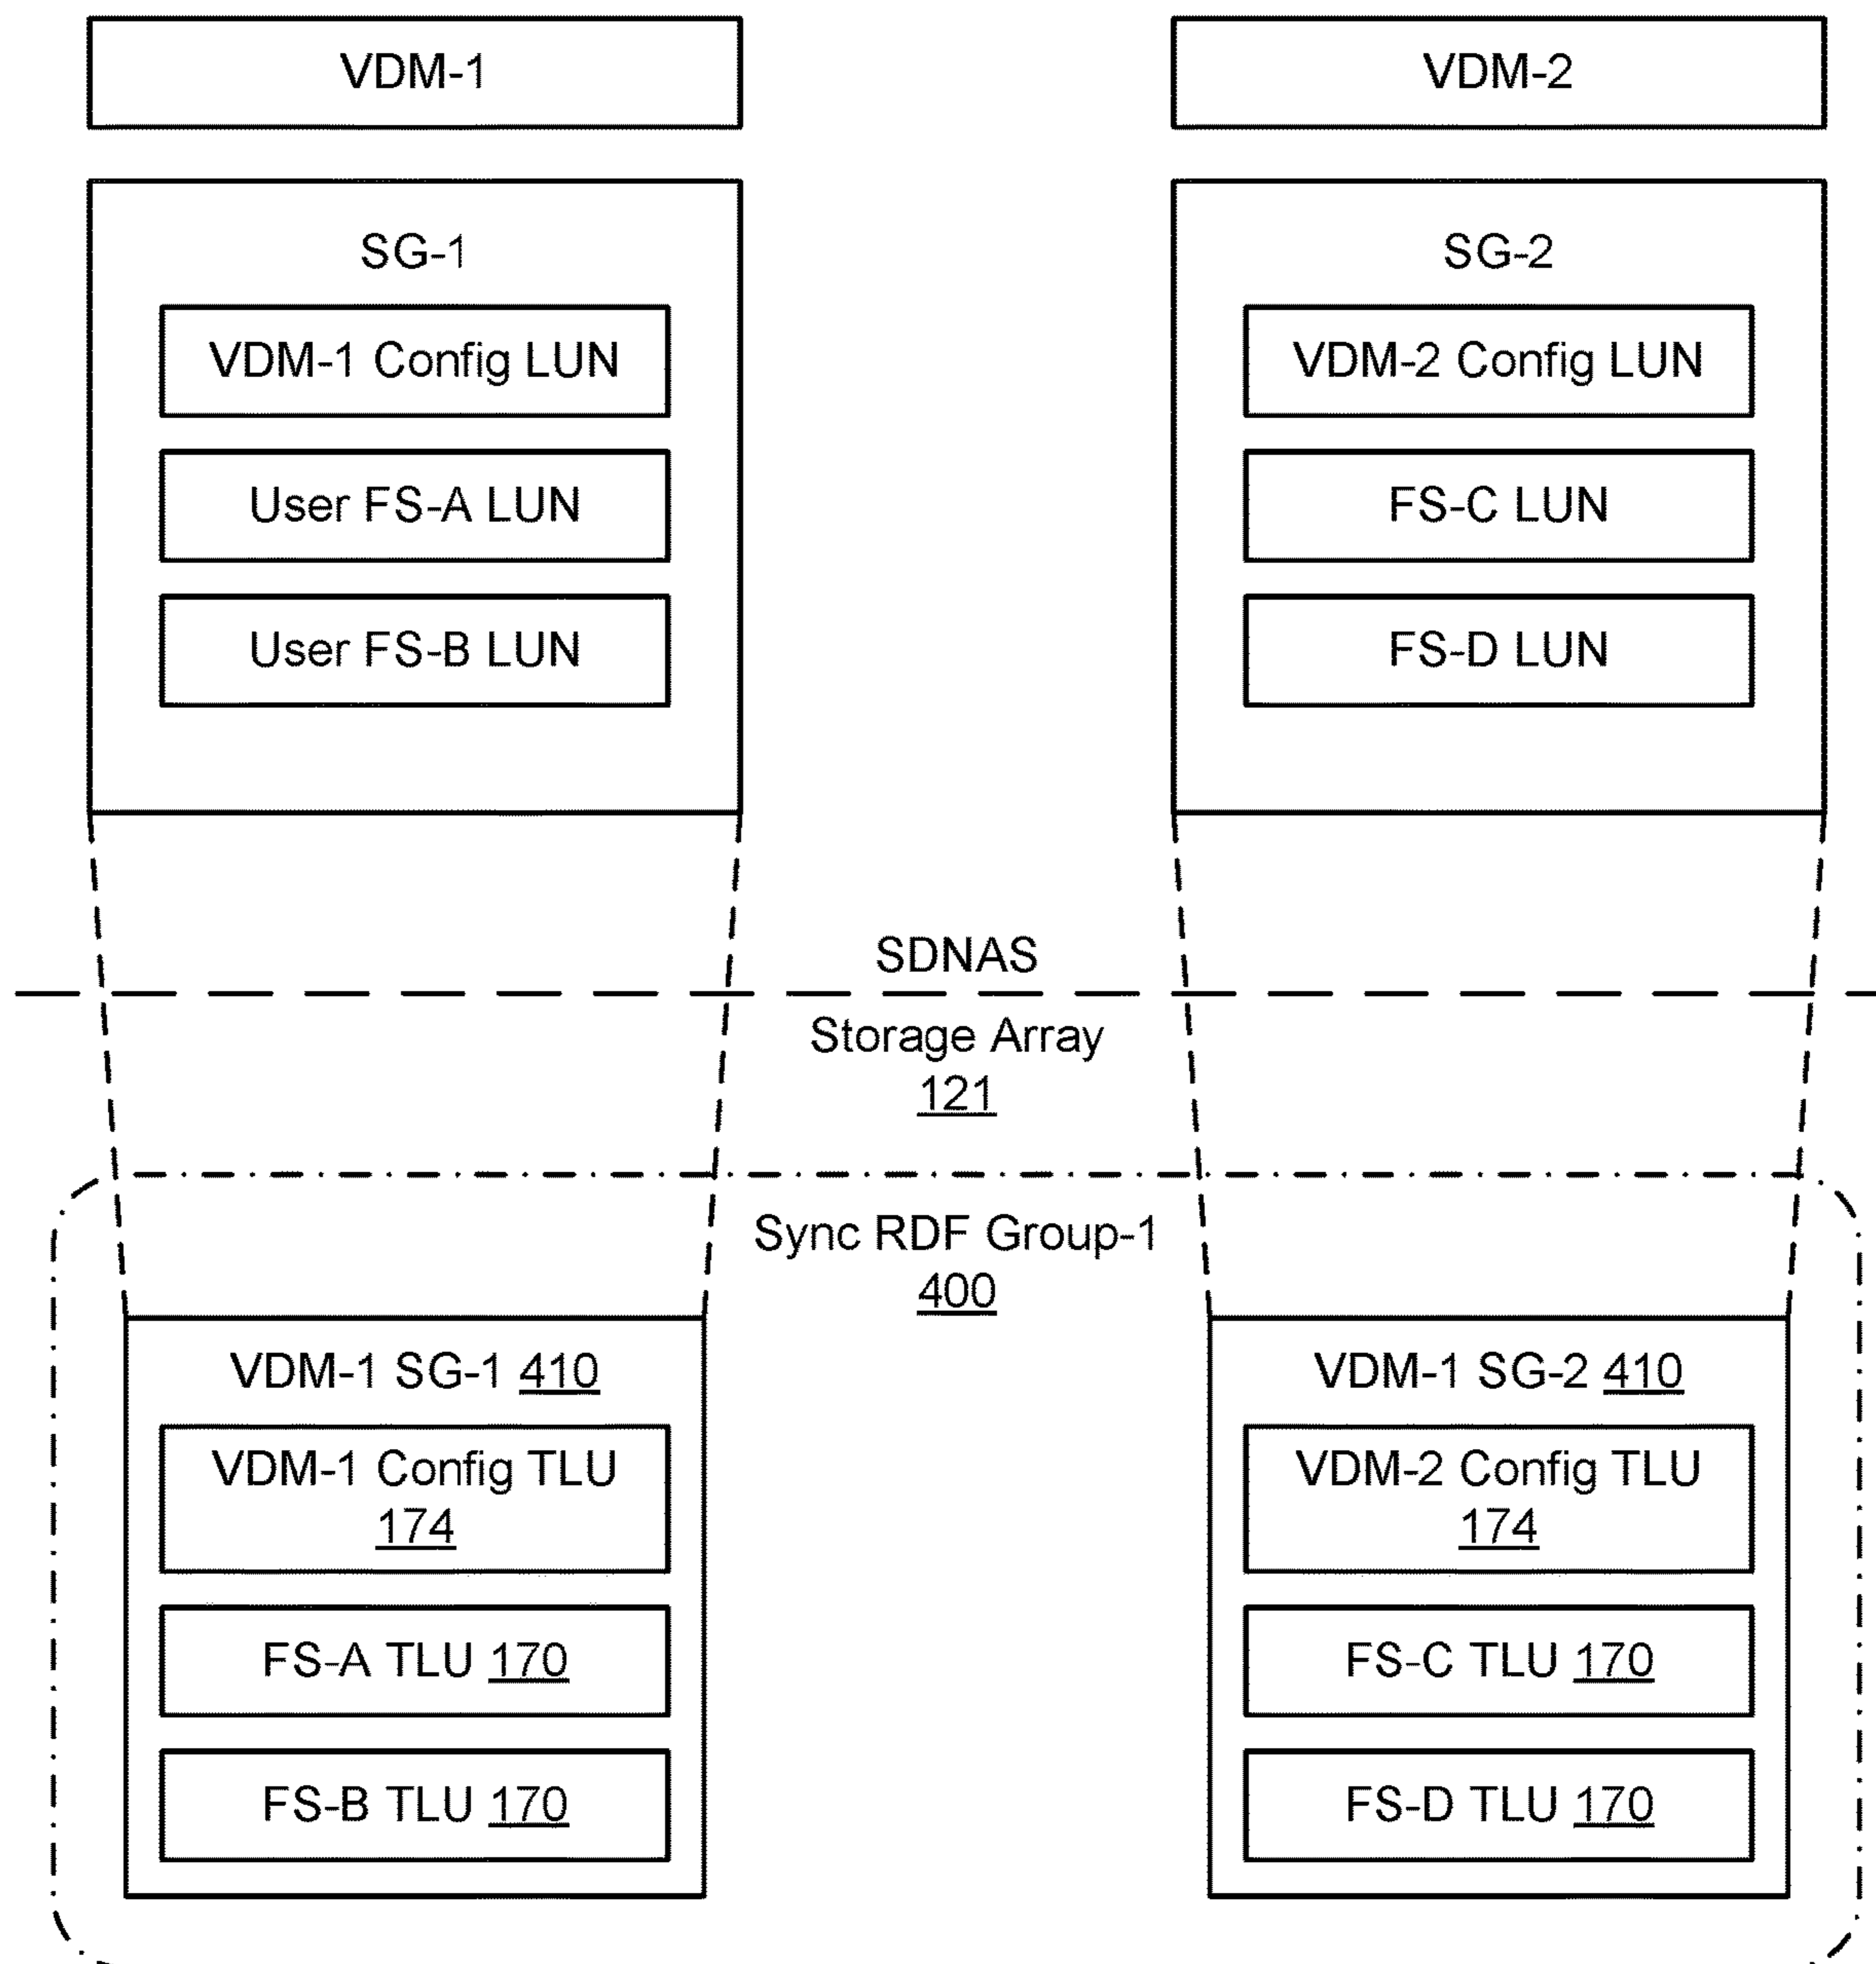 VDM-1
VDM-2
SG-1
VDM-1 Config LUN
User FS-A LUN
User FS-B LUN
SG-2
VDM-2 Config LUN
FS-C LUN
FS-D LUN
SDNAS
Storage Array
121
Sync RDF Group-1
400
VDM-1 SG-1 410
VDM-1 Config TLU
174
FS-A TLU 170
FS-B TLU 170
VDM-1 SG-2 410
VDM-2 Config TLU
174
FS-C TLU 170
FS-D TLU 170